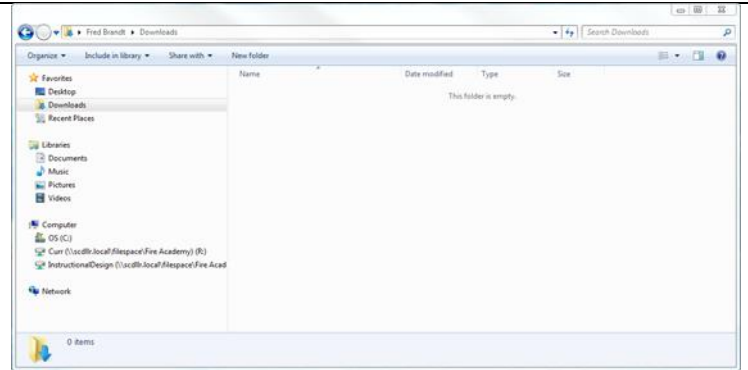 Fred Brandt Downloads
Search Downloads
Organize Include in library Share with New folder
Name Date modified Type Size
This folder is empty.
Favorites
Desktop
Downloads
Recent Places
Libraries
Documents
Music
Pictures
Videos
Computer
OS (C:)
Curr (\\scdllr.local\filespace\Fire Academy) (R:)
InstructionalDesign (\\scdllr.local\filespace\Fire Acad
Network
0 items